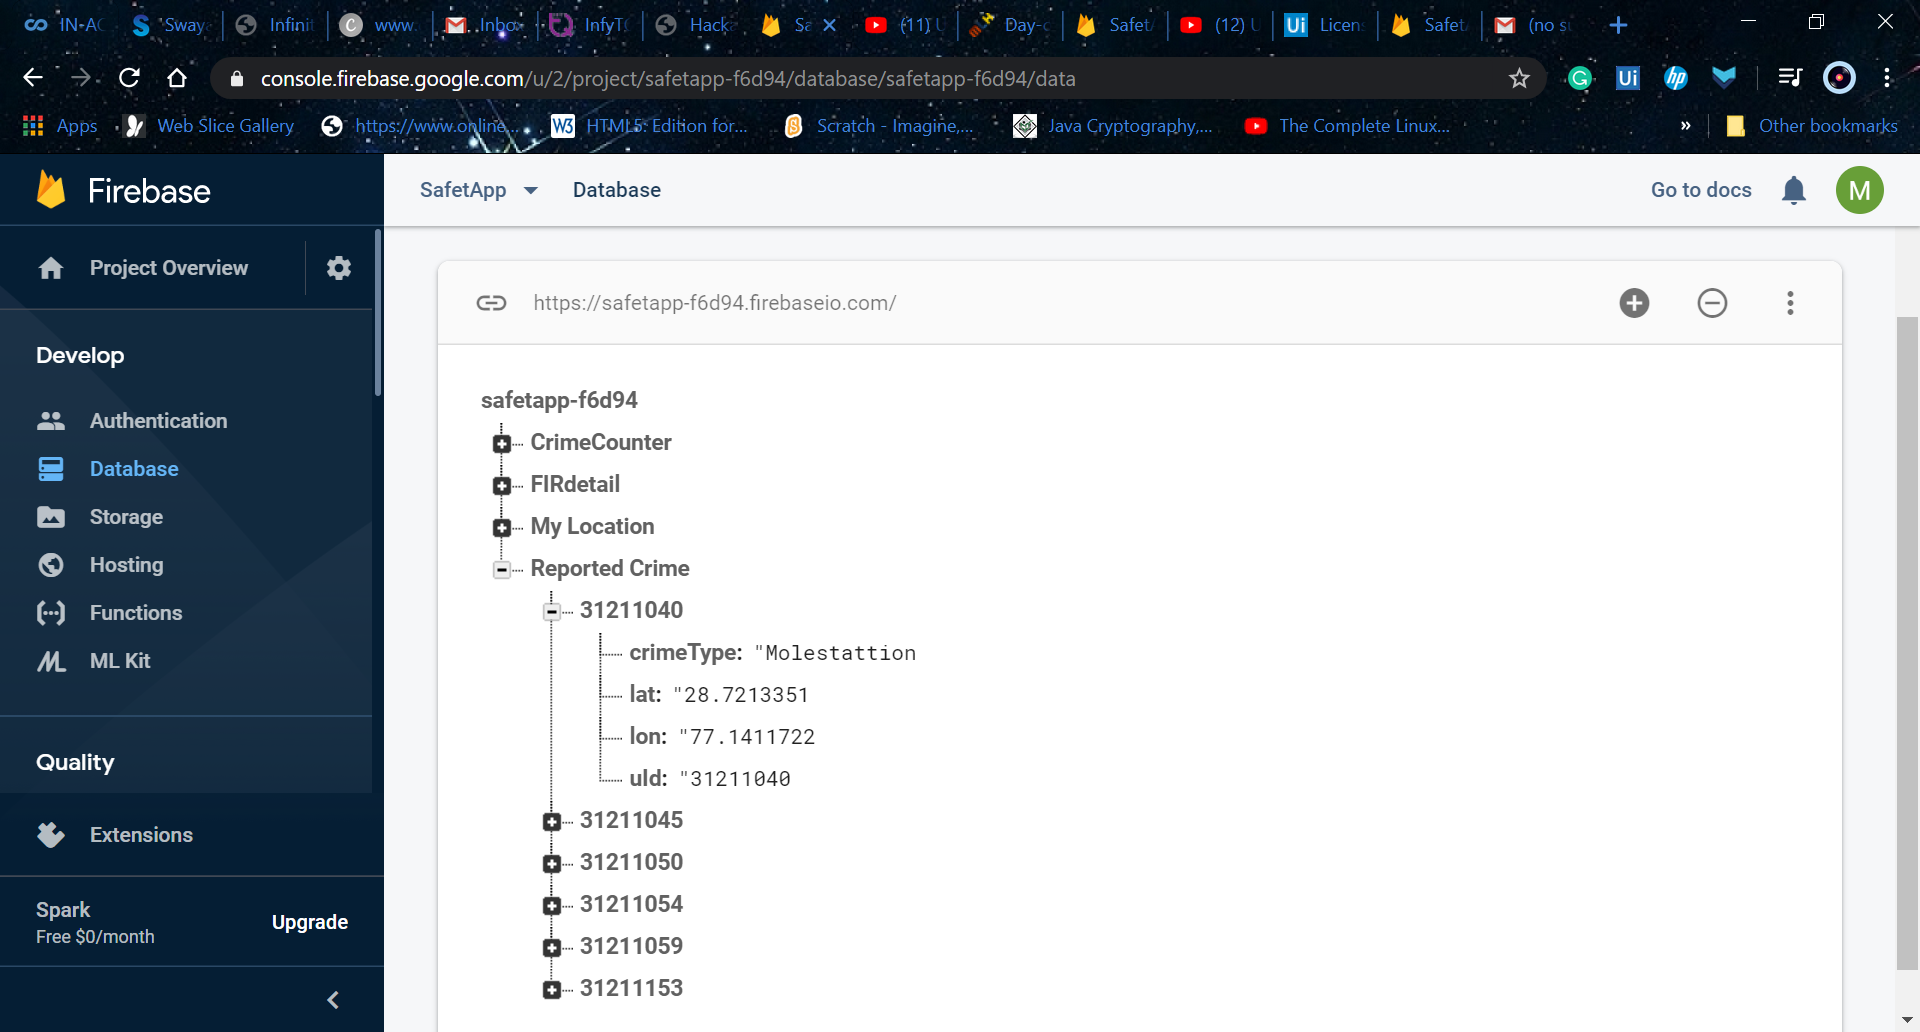 IN-AC
Sway
Infinit
www.
Inbo
InfyT
Hacka
Sa
(11)
Day-
Safet
(12)
Licen
Safet
(no su
console.firebase.google.com/u/2/project/safetapp-f6d94/database/safetapp-f6d94/data
Apps
Web Slice Gallery
https://www.online...
HTML5: Edition for...
Scratch - Imagine,...
Java Cryptography,...
The Complete Linux...
»
Other bookmarks
Firebase
SafetApp
Database
Go to docs
M
Project Overview
Develop
Authentication
Database
Storage
Hosting
Functions
ML Kit
Quality
Extensions
Spark
Free $0/month
Upgrade
https://safetapp-f6d94.firebaseio.com/
safetapp-f6d94
CrimeCounter
FIRdetail
My Location
Reported Crime
31211040
crimeType: "Molestattion
lat: "28.7213351
lon: "77.1411722
uId: "31211040
31211045
31211050
31211054
31211059
31211153